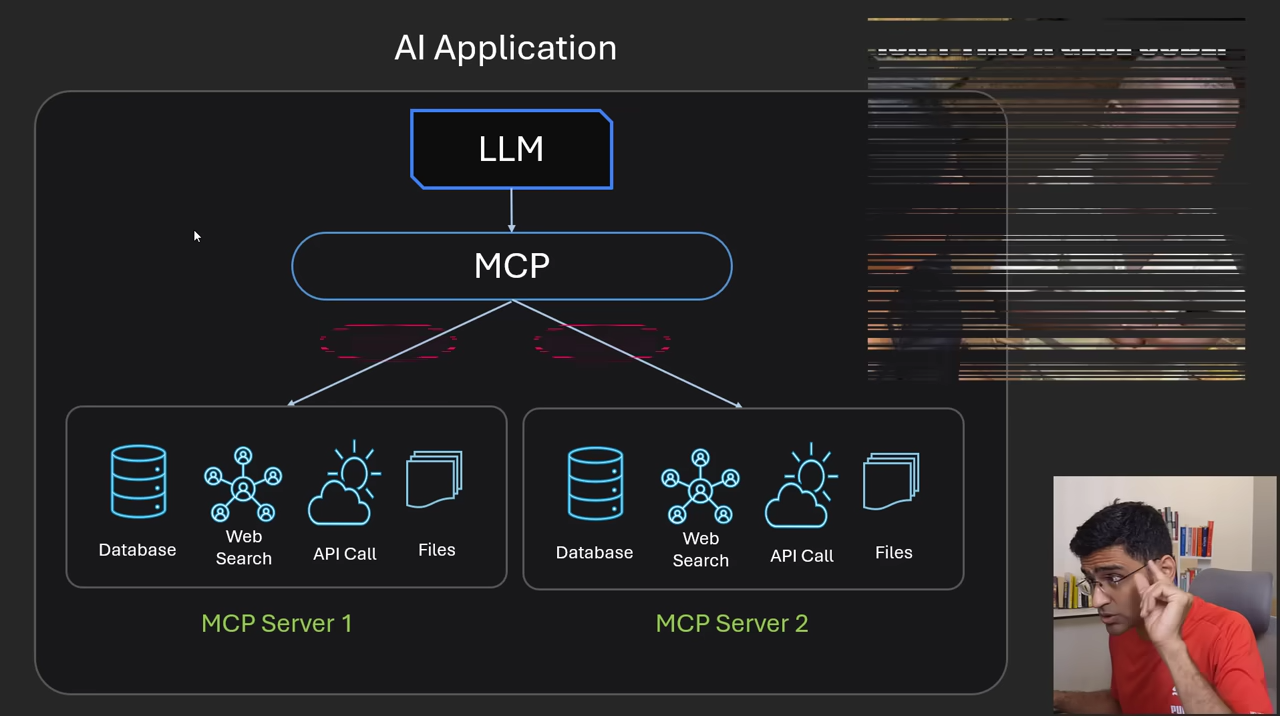 AI Application
LLM
MCP
Database
Web
Search
API Call
Files
Database
Web
Search
API Call
Files
MCP Server 1
MCP Server 2